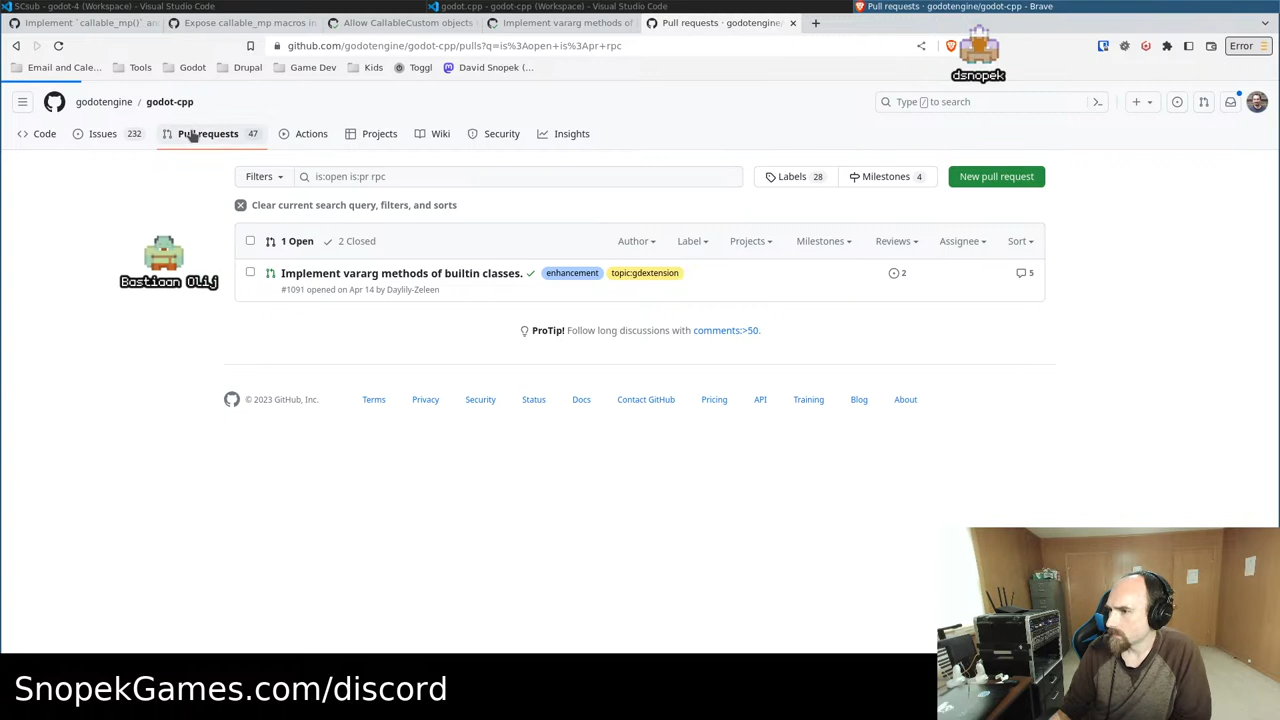 SCsub - godot-4 (Workspace) - Visual Studio Code
godot.cpp - godot-cpp (Workspace) - Visual Studio Code
Pull requests · godotengine/godot-cpp - Brave
Implement `callable_mp()` an
Expose callable_mp macros in
Allow CallableCustom objects
Implement vararg methods of
Pull requests · godotengine/
github.com/godotengine/godot-cpp/pulls?q=is%3Aopen+is%3Apr+rpc
Error
Email and Cale...
Tools
Godot
Drupal
Game Dev
Kids
Toggl
David Snopek (...
dsnopek
godotengine / godot-cpp
Type / to search
Code
Issues 232
Pull requests 47
Actions
Projects
Wiki
Security
Insights
Filters
is:open is:pr rpc
Labels 28
Milestones 4
New pull request
Clear current search query, filters, and sorts
1 Open
2 Closed
Author
Label
Projects
Milestones
Reviews
Assignee
Sort
Bastiaan Olij
Implement vararg methods of builtin classes.
enhancement
topic:gdextension
2
5
#1091 opened on Apr 14 by Daylily-Zeleen
ProTip! Follow long discussions with comments:>50.
© 2023 GitHub, Inc.
Terms
Privacy
Security
Status
Docs
Contact GitHub
Pricing
API
Training
Blog
About
SnopekGames.com/discord